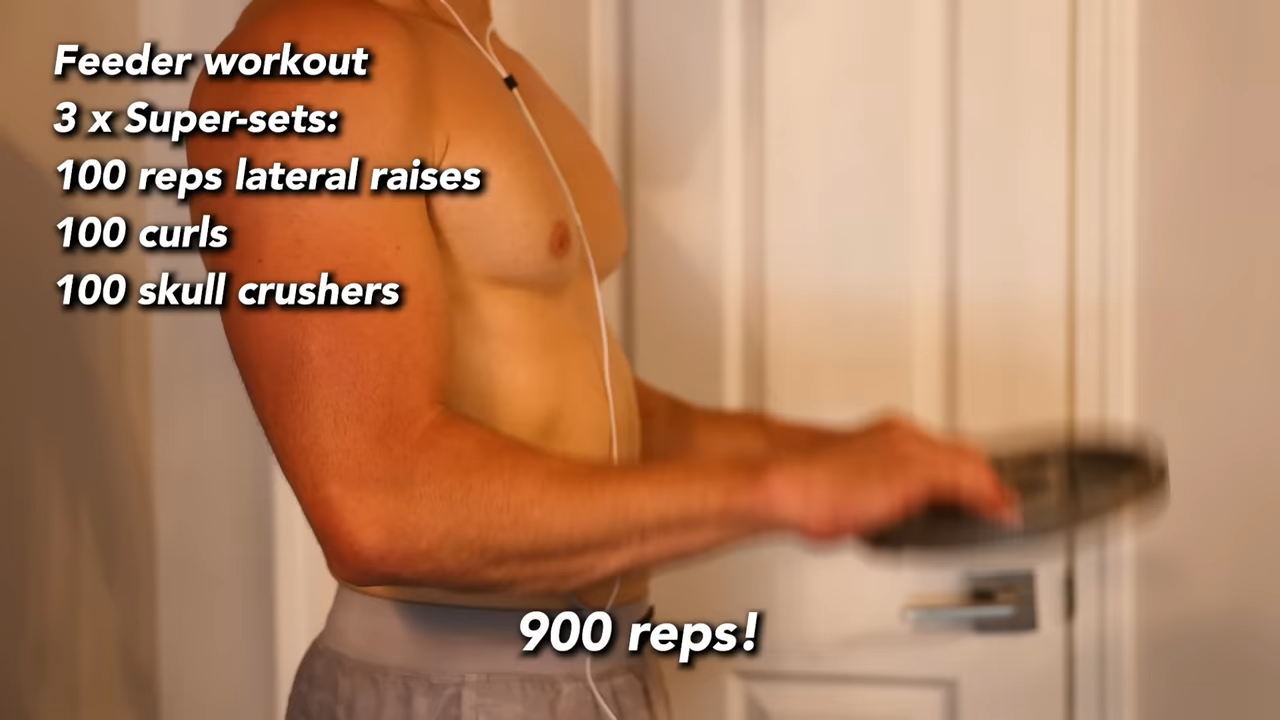 Feeder workout
3 x Super-sets:
100 reps lateral raises
100 curls
100 skull crushers
900 reps!